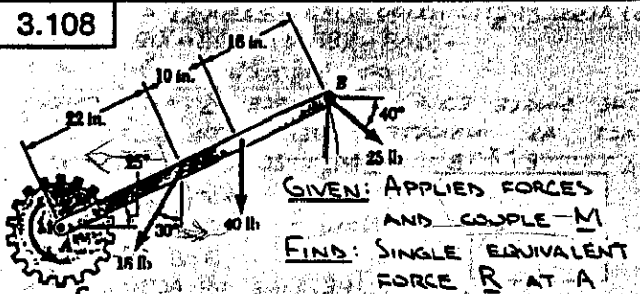 3.108
16 in.
10 in.
22 in.
B
40°
25 lb
25°
GIVEN: APPLIED FORCES
AND COUPLE M
40 lb
30°
A
15 lb
FIND: SINGLE EQUIVALENT
FORCE R AT A